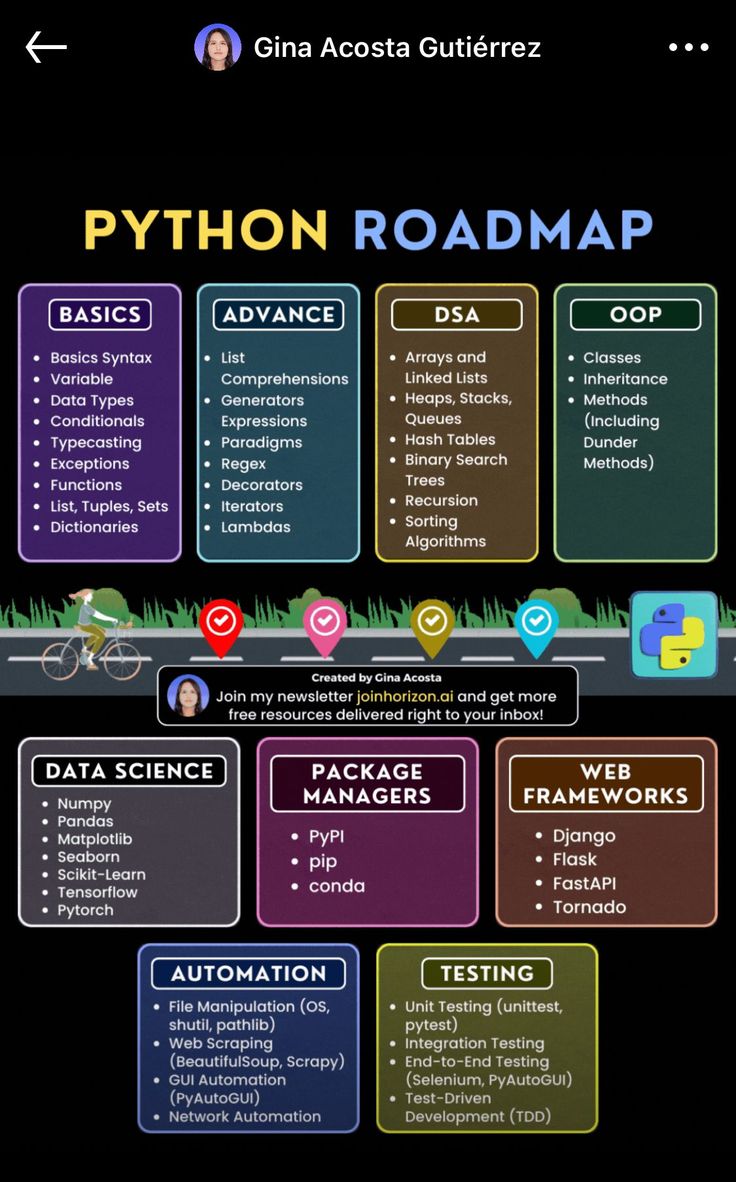 Gina Acosta Gutiérrez
PYTHON ROADMAP
BASICS
• Basics Syntax
• Variable
• Data Types
• Conditionals
• Typecasting
• Exceptions
• Functions
• List, Tuples, Sets
• Dictionaries
ADVANCE
• List
Comprehensions
• Generators
Expressions
• Paradigms
• Regex
• Decorators
• Iterators
• Lambdas
DSA
• Arrays and
Linked Lists
• Heaps, Stacks,
Queues
• Hash Tables
• Binary Search
Trees
• Recursion
• Sorting
Algorithms
OOP
• Classes
• Inheritance
• Methods
(Including
Dunder
Methods)
Created by Gina Acosta
Join my newsletter joinhorizon.ai and get more
free resources delivered right to your inbox!
DATA SCIENCE
• Numpy
• Pandas
• Matplotlib
• Seaborn
• Scikit-Learn
• Tensorflow
• Pytorch
PACKAGE
MANAGERS
• PyPI
• pip
• conda
WEB
FRAMEWORKS
• Django
• Flask
• FastAPI
• Tornado
AUTOMATION
• File Manipulation (OS,
shutil, pathlib)
• Web Scraping
(BeautifulSoup, Scrapy)
• GUI Automation
(PyAutoGUI)
• Network Automation
TESTING
• Unit Testing (unittest,
pytest)
• Integration Testing
• End-to-End Testing
(Selenium, PyAutoGUI)
• Test-Driven
Development (TDD)